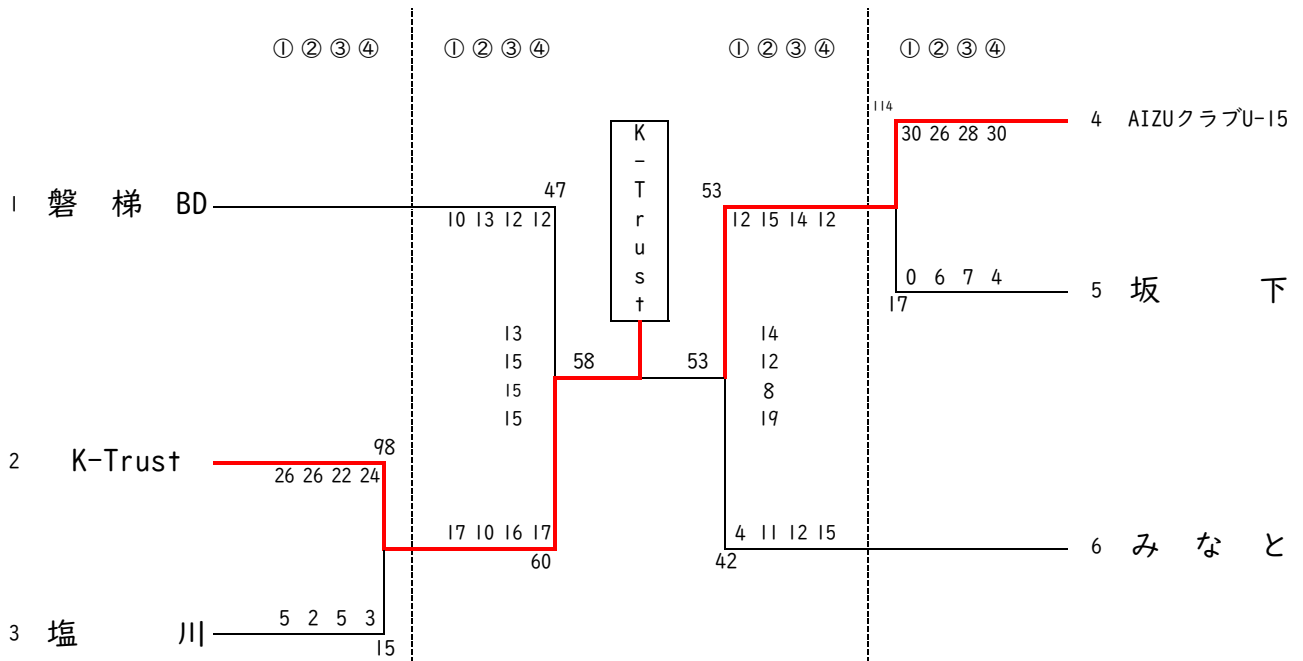 ① ② ③ ④
① ② ③ ④
① ② ③ ④
① ② ③ ④
114
4 AIZUクラブU-15
30 26 28 30
K-Trust
1 磐 梯 BD
47
10 13 12 12
53
12 15 14 12
0 6 7 4
17
5 坂 下
13
15
15
15
58
53
14
12
8
19
2 K-Trust
98
26 26 22 24
17 10 16 17
60
4 11 12 15
42
6 み な と
3 塩 川
5 2 5 3
15